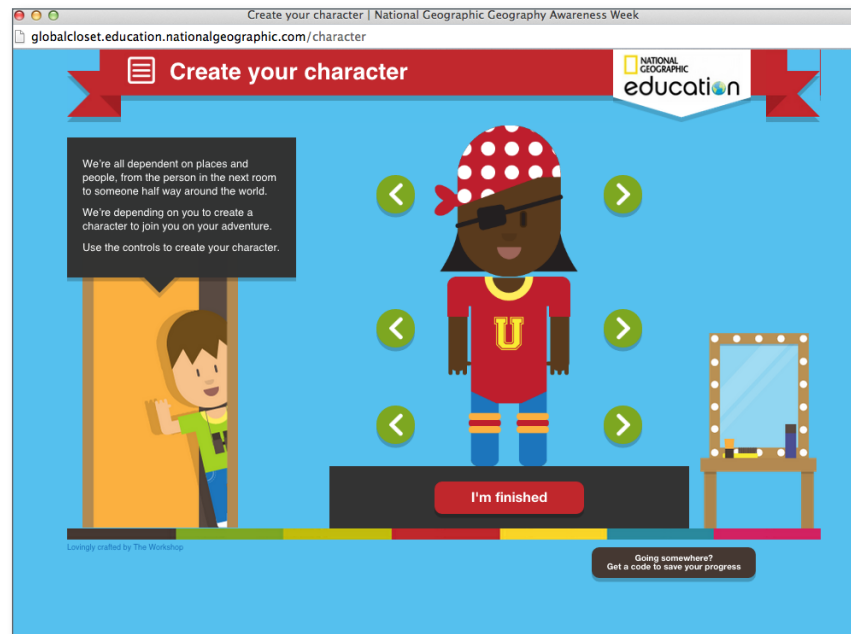 Create your character | National Geographic Geography Awareness Week
globalcloset.education.nationalgeographic.com/character
Create your character
NATIONAL
GEOGRAPHIC
education
We're all dependent on places and
people, from the person in the next room
to someone half way around the world.
We're depending on you to create a
character to join you on your adventure.
Use the controls to create your character.
U
I'm finished
Lovingly crafted by The Workshop
Going somewhere?
Get a code to save your progress